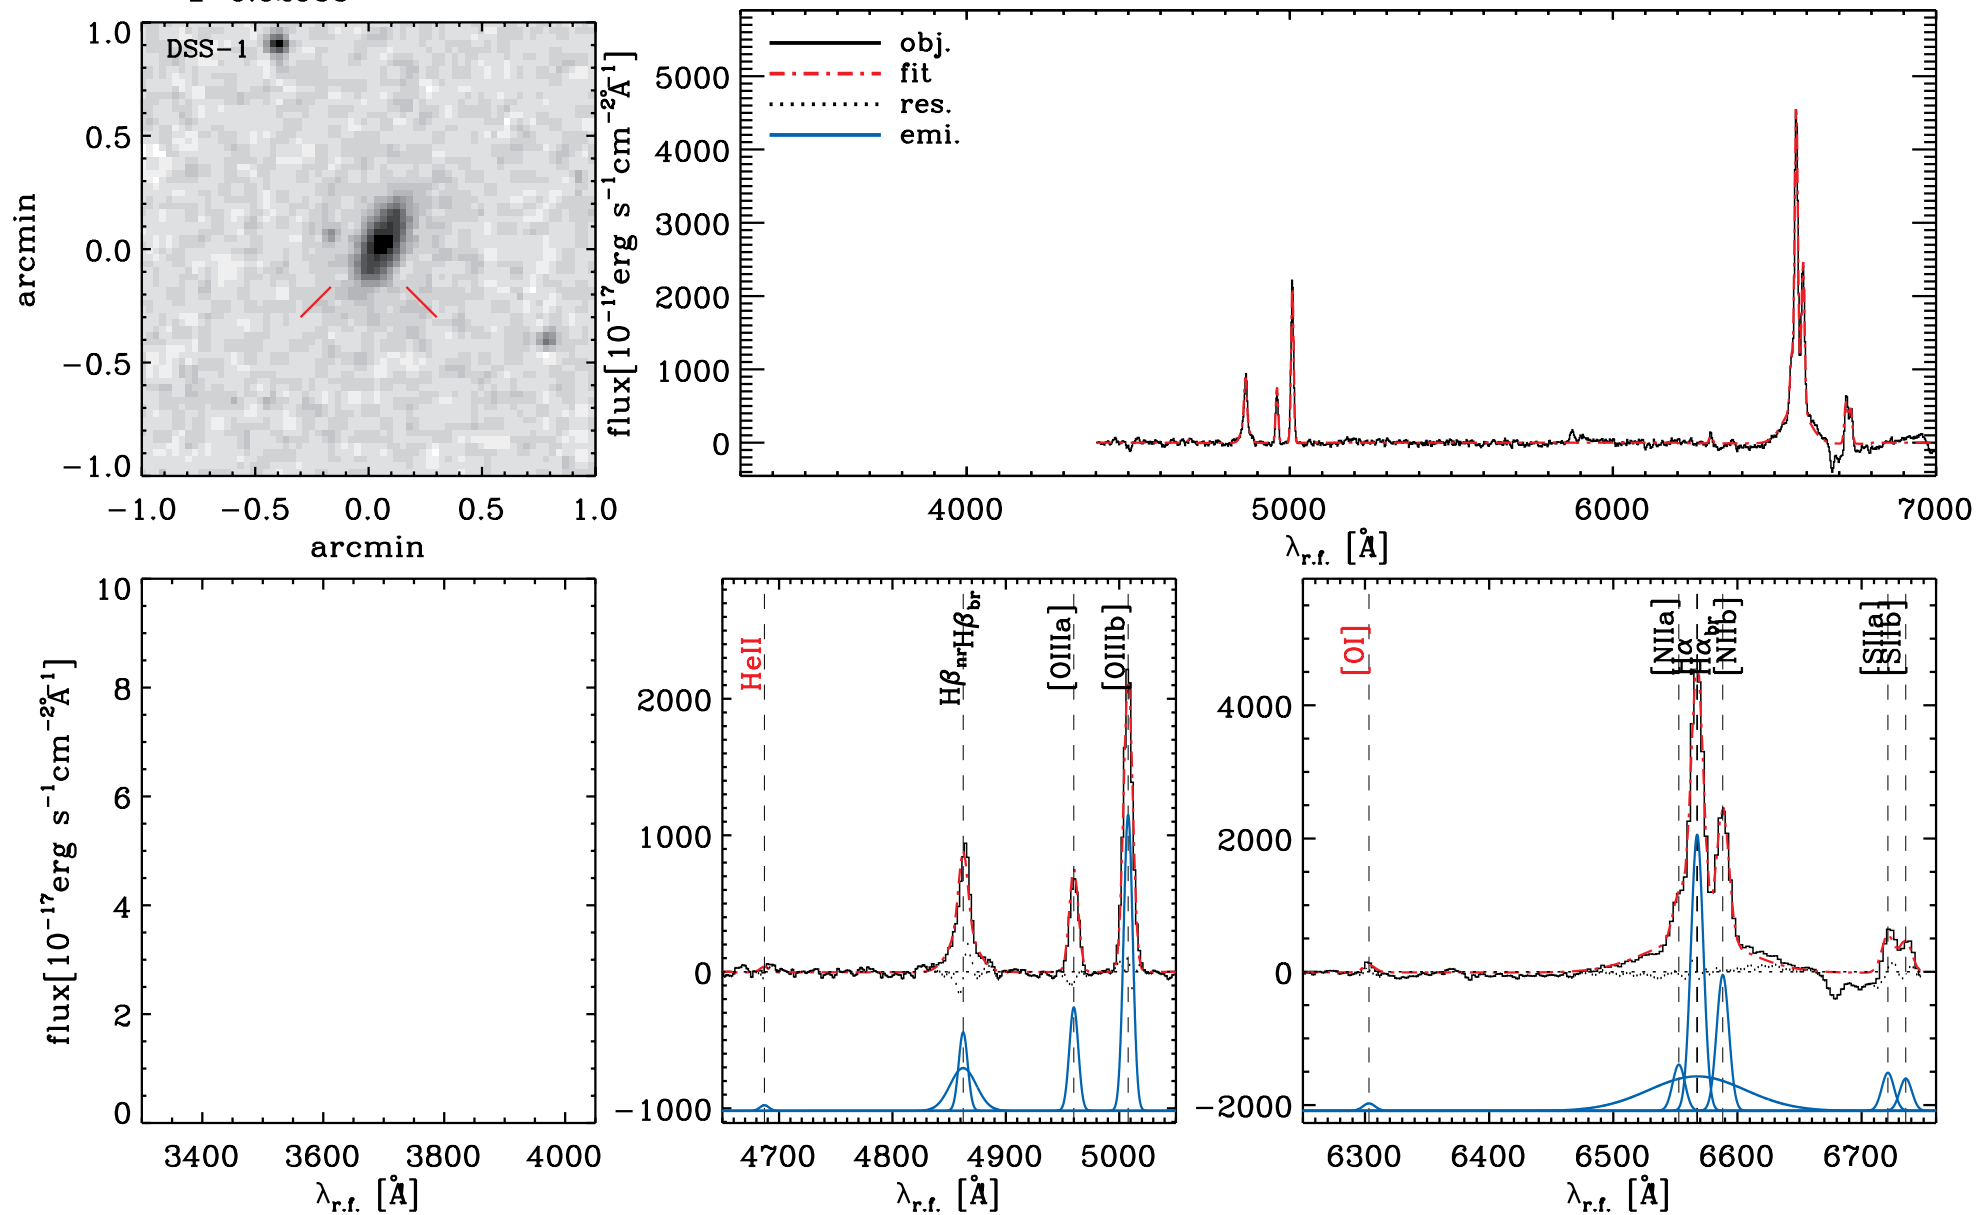 DSS-1
1.0
0.5
0.0
−0.5
−1.0
arcmin
−1.0 −0.5 0.0 0.5 1.0
arcmin
flux[10⁻¹⁷erg s⁻¹cm⁻²Å⁻¹]
5000
4000
3000
2000
1000
0
obj.
fit
res.
emi.
4000 5000 6000 7000
λr.f. [Å]
flux[10⁻¹⁷erg s⁻¹cm⁻²Å⁻¹]
10
8
6
4
2
0
3400 3600 3800 4000
λr.f. [Å]
2000
1000
0
−1000
HeII
Hβnr
Hβbr
[OIIIa]
[OIIIb]
4700 4800 4900 5000
λr.f. [Å]
4000
2000
0
−2000
[OI]
[NIIa]
Hα
Hαbr
[NIIb]
[SIIa]
[SIIb]
6300 6400 6500 6600 6700
λr.f. [Å]